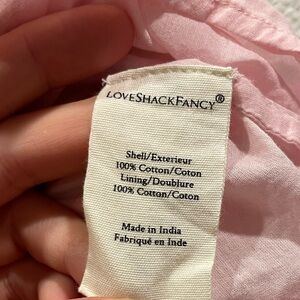 LOVESHACKFANCY®
Shell/Exterieur
100% Cotton/Coton
Lining/Doublure
100% Cotton/Coton
Made in India
Fabriqué en Inde